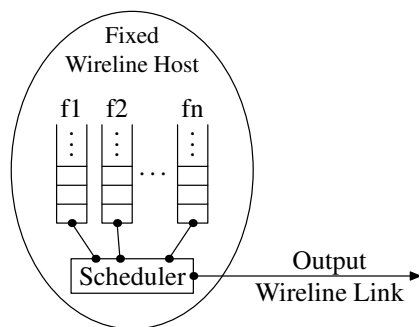 Fixed
Wireline Host
f1 f2 fn
...
Scheduler
Output
Wireline Link